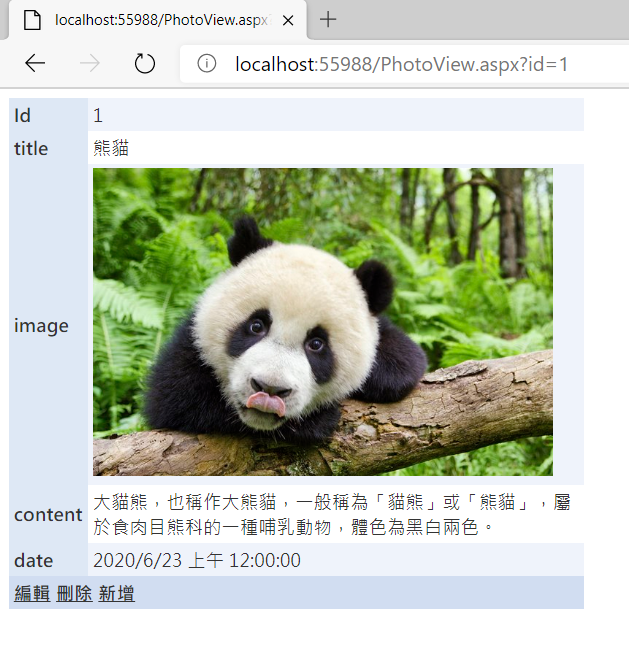 localhost:55988/PhotoView.aspx?
localhost:55988/PhotoView.aspx?id=1
Id 1
title 熊貓
image
content 大貓熊，也稱作大熊貓，一般稱為「貓熊」或「熊貓」，屬
於食肉目熊科的一種哺乳動物，體色為黑白兩色。
date 2020/6/23 上午 12:00:00
編輯 刪除 新增